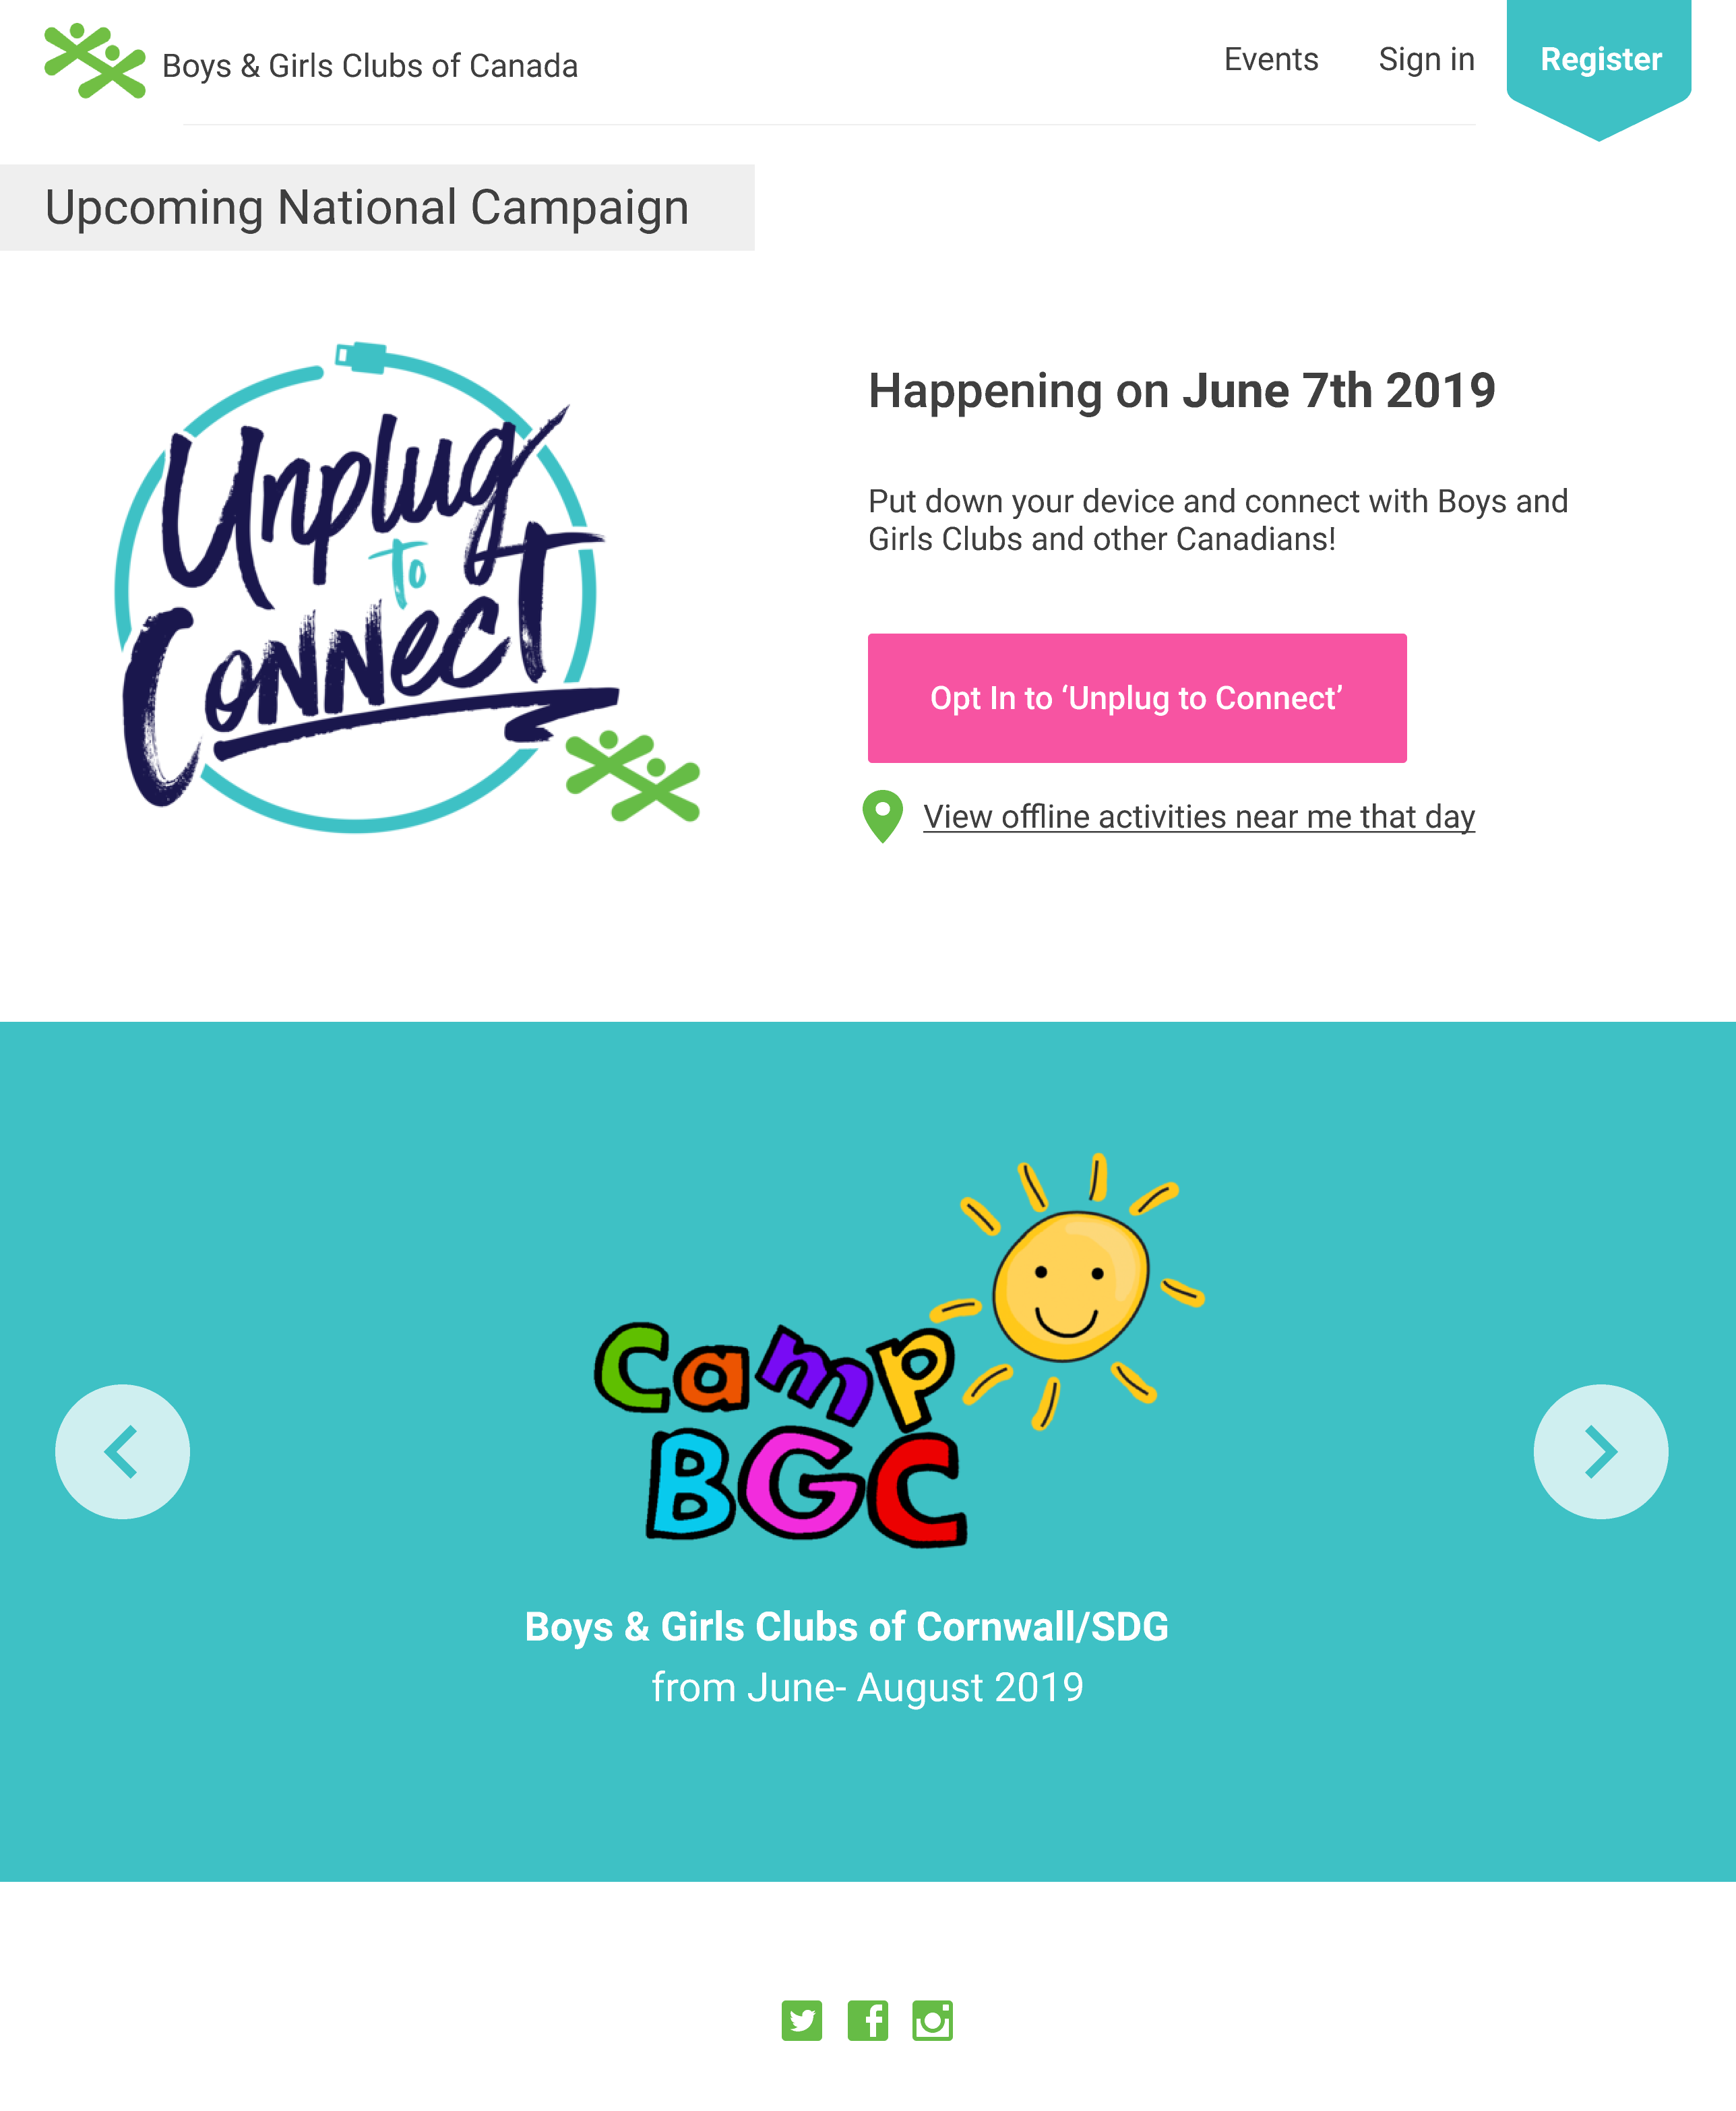 Boys & Girls Clubs of Canada
Events
Sign in
Register
Upcoming National Campaign
Unplug
to
Connect
Happening on June 7th 2019
Put down your device and connect with Boys and
Girls Clubs and other Canadians!
Opt In to ‘Unplug to Connect’
View offline activities near me that day
Camp
BGC
Boys & Girls Clubs of Cornwall/SDG
from June- August 2019